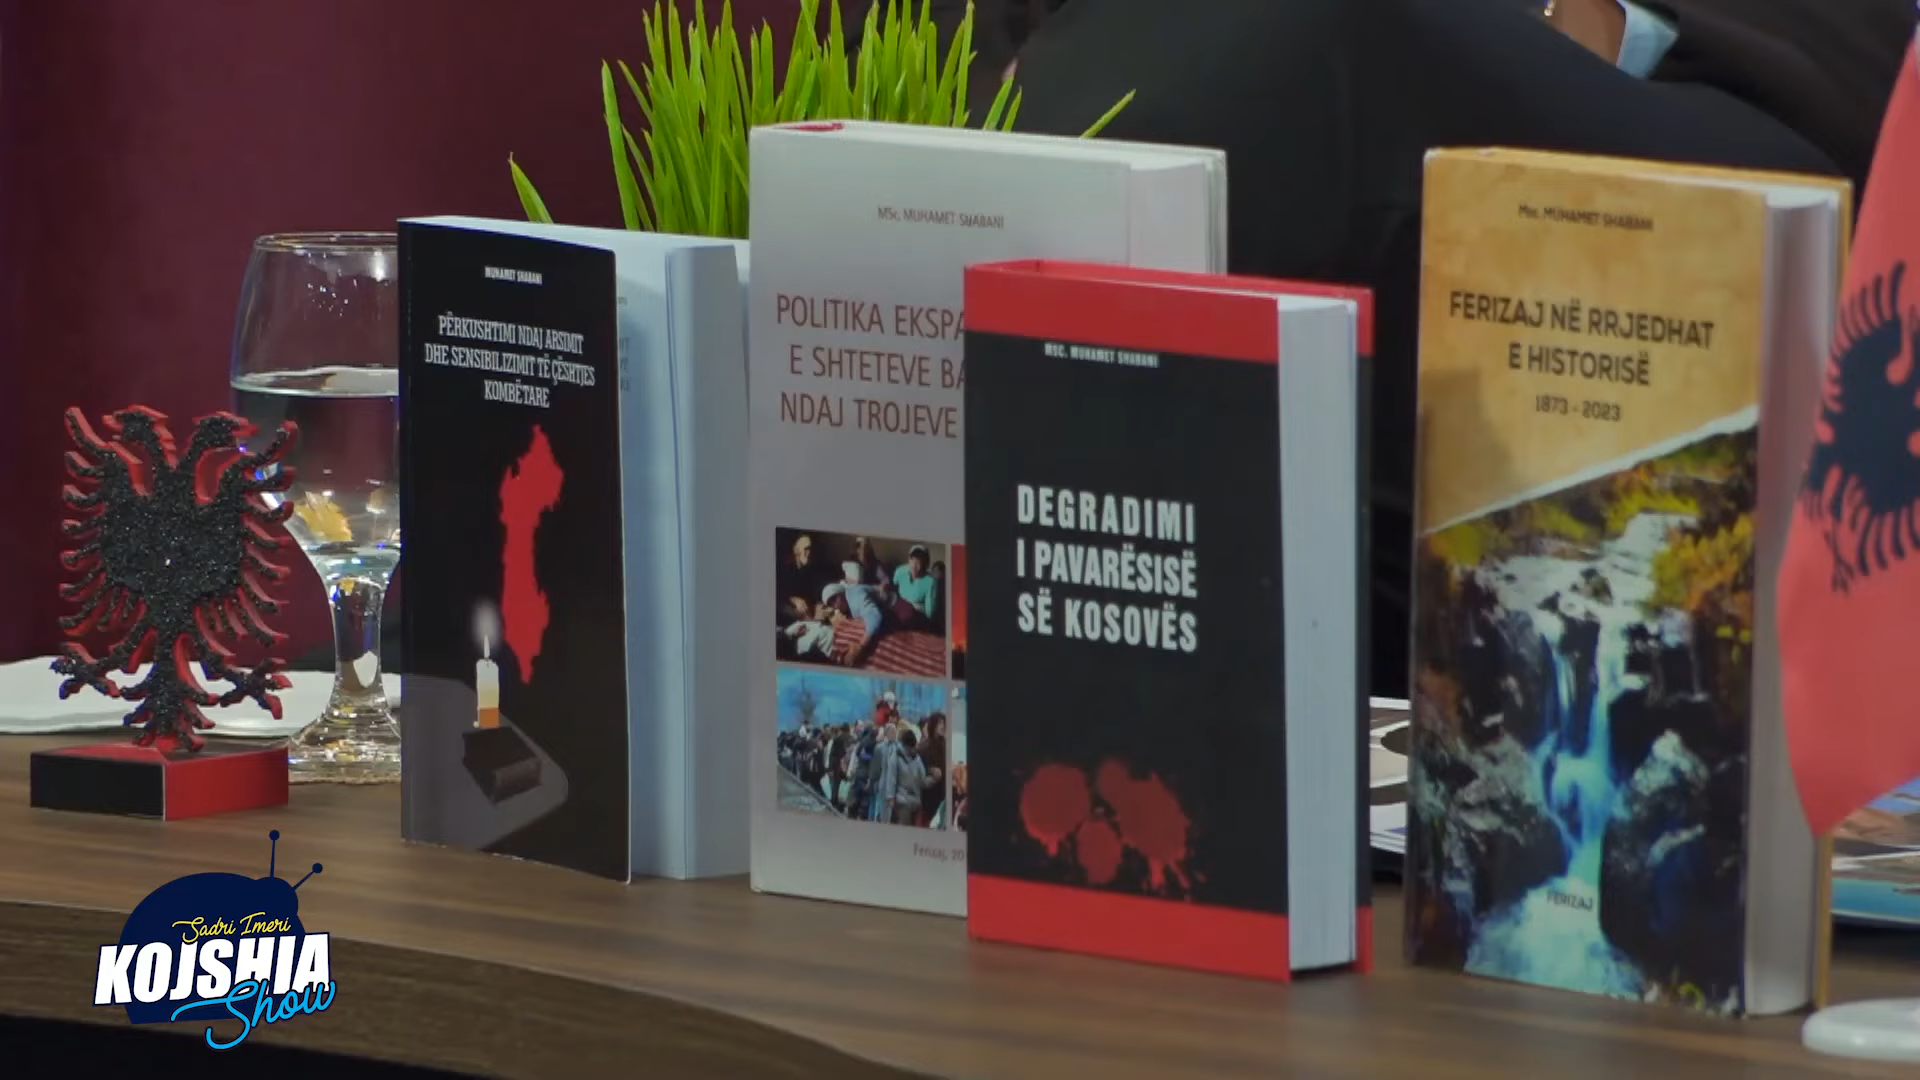 MUHAMET SHABANI
PËRKUSHTIMI NDAJ ARSIMIT
DHE SENSIBILIZIMIT TË ÇËSHTJES
KOMBËTARE
MSc. MUHAMET SHABANI
POLITIKA EKSPA
E SHTETEVE BA
NDAJ TROJEVE
Ferizaj, 20
MSC. MUHAMET SHABANI
DEGRADIMI
I PAVARËSISË
SË KOSOVËS
Msc. MUHAMET SHABANI
FERIZAJ NË RRJEDHAT
E HISTORISË
1873 - 2023
FERIZAJ
Sadri Imeri
KOJSHIA
Show